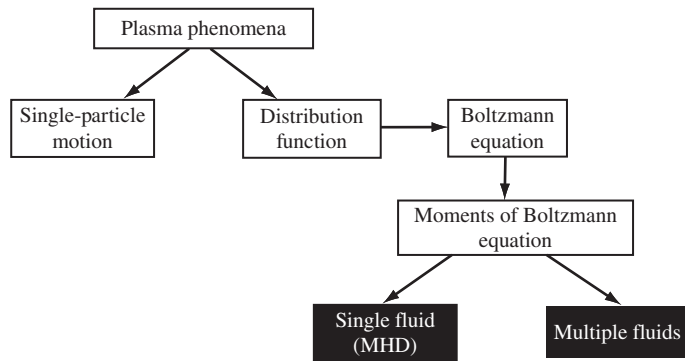 Plasma phenomena
Single-particle
motion
Distribution
function
Boltzmann
equation
Moments of Boltzmann
equation
Single fluid
(MHD)
Multiple fluids